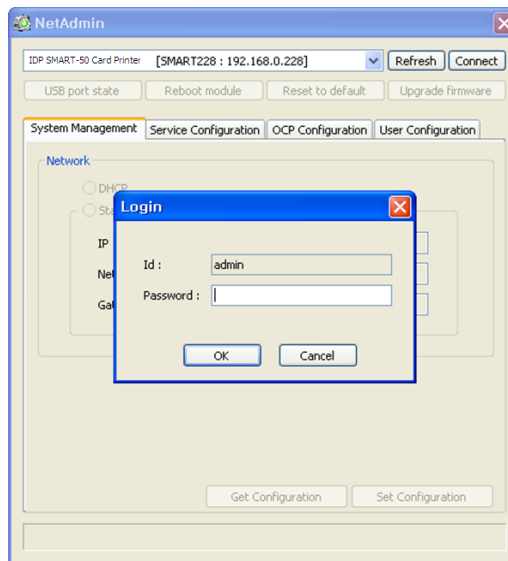 NetAdmin
IDP SMART-50 Card Printer [SMART228 : 192.168.0.228] Refresh Connect
USB port state Reboot module Reset to default Upgrade firmware
System Management Service Configuration OCP Configuration User Configuration
Network
DHCP
Login
IP
Id : admin
Password :
OK Cancel
Get Configuration Set Configuration